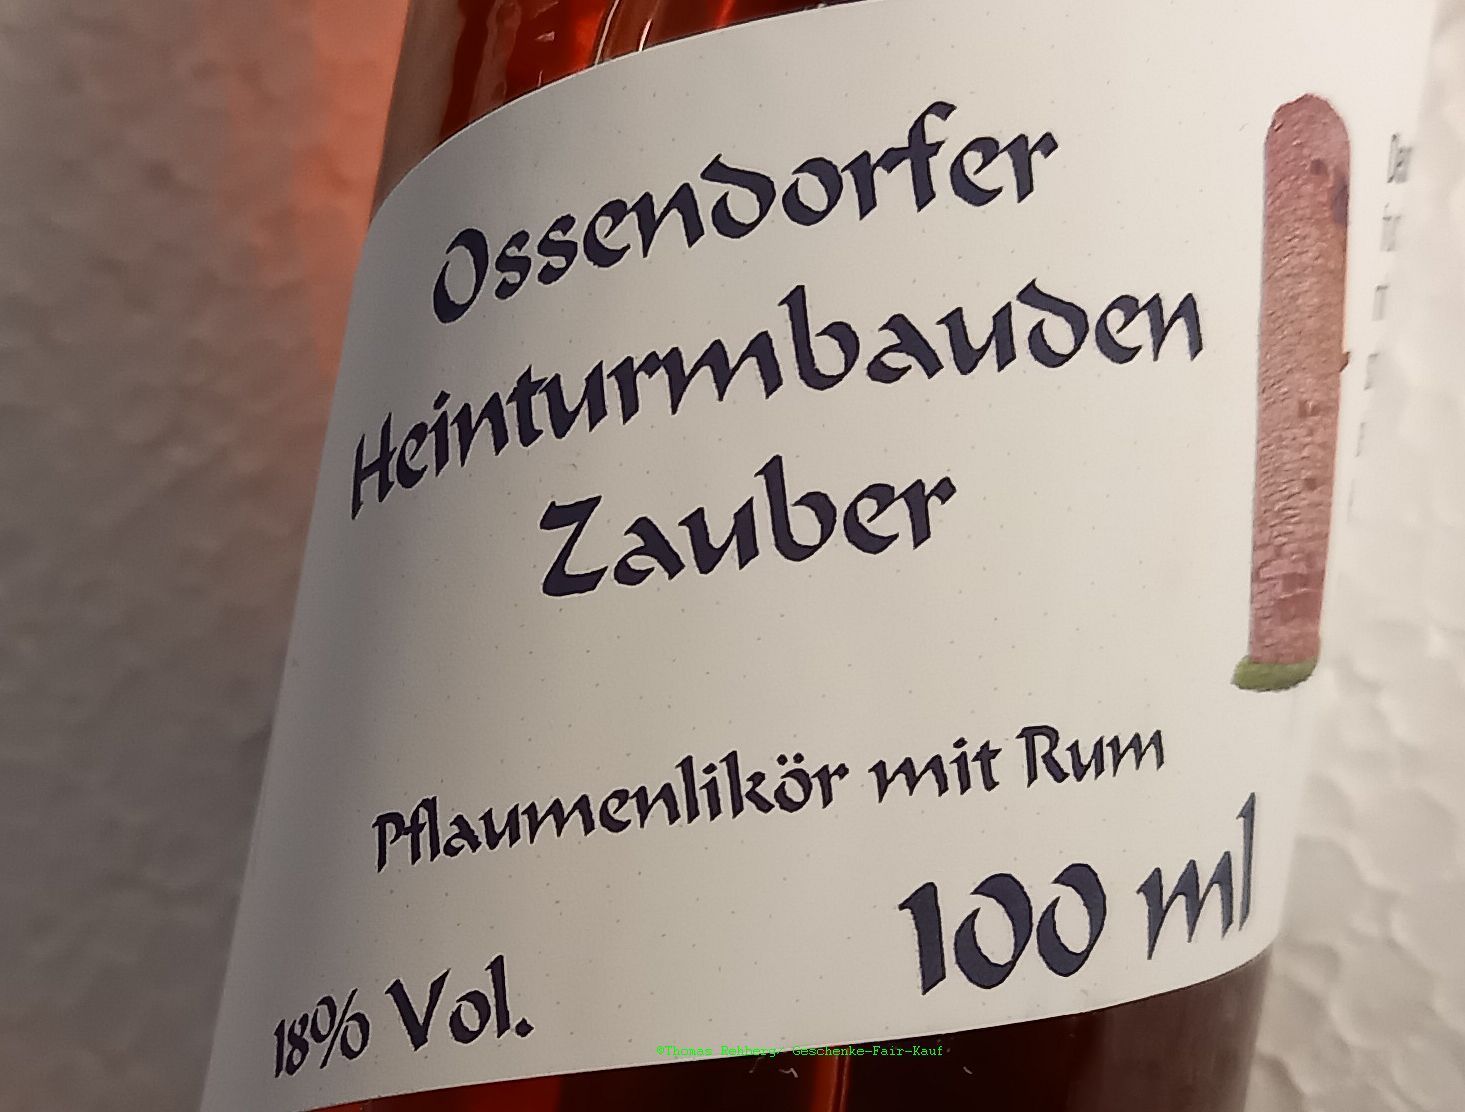 Ossendorfer
Heinturmbauden
Zauber
Pflaumenlikör mit Rum
100 ml
18% Vol.
©Thomas Rehberg/ Geschenke-Fair-Kauf